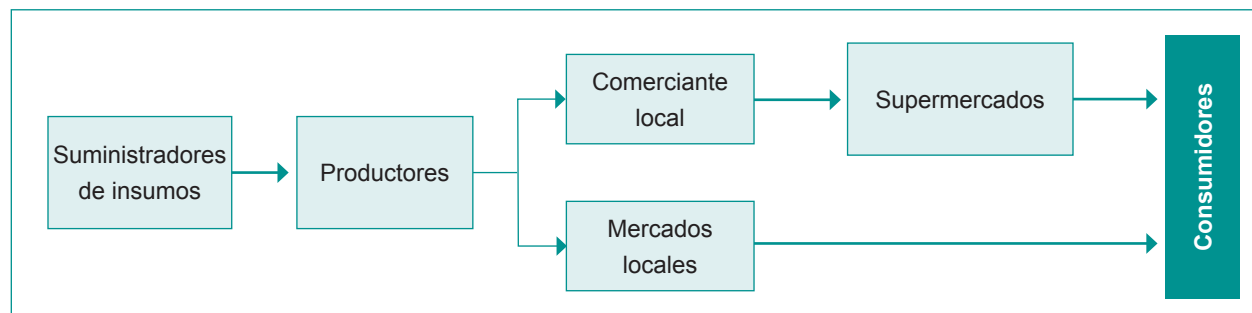 Suministradores
de insumos
Productores
Comerciante
local
Supermercados
Mercados
locales
Consumidores